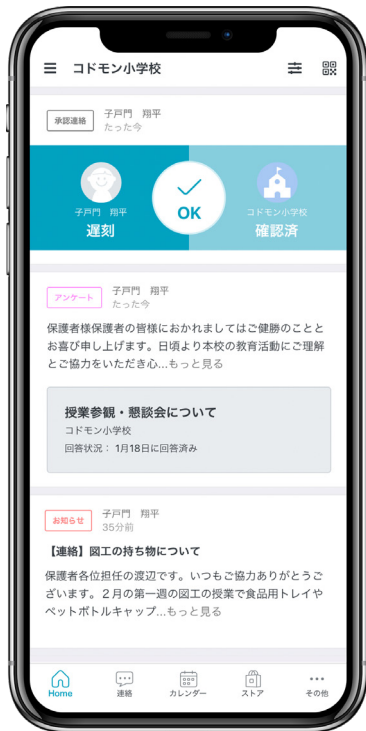 コドモン小学校
承認連絡
子戸門　翔平
たった今
子戸門　翔平
遅刻
OK
コドモン小学校
確認済
アンケート
子戸門　翔平
たった今
保護者様保護者の皆様におかれましてはご健勝のことと
お喜び申し上げます。日頃より本校の教育活動にご理解
とご協力をいただき心...もっと見る
授業参観・懇談会について
コドモン小学校
回答状況： 1月18日に回答済み
お知らせ
子戸門　翔平
35分前
【連絡】図工の持ち物について
保護者各位担任の渡辺です。いつもご協力ありがとうご
ざいます。２月の第一週の図工の授業で食品用トレイや
ペットボトルキャップ...もっと見る
Home
連絡
カレンダー
ストア
その他